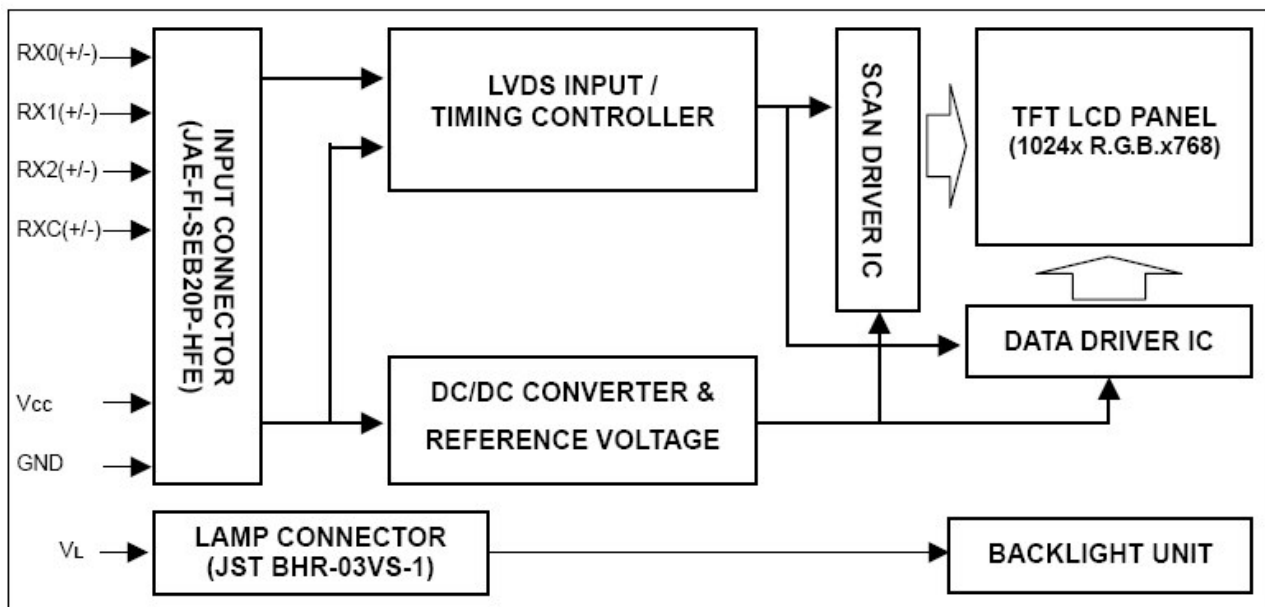 RX0(+/-)
RX1(+/-)
RX2(+/-)
RXC(+/-)
Vcc
GND
INPUT CONNECTOR
(JAE-FI-SEB20P-HFE)
LVDS INPUT /
TIMING CONTROLLER
SCAN DRIVER IC
TFT LCD PANEL
(1024x R.G.B.x768)
DATA DRIVER IC
DC/DC CONVERTER &
REFERENCE VOLTAGE
VL
LAMP CONNECTOR
(JST BHR-03VS-1)
BACKLIGHT UNIT